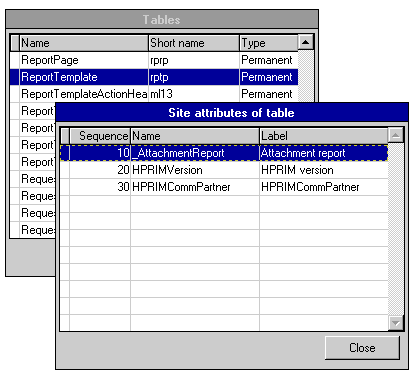 Tables
Name Short name Type
ReportPage rprp Permanent
ReportTemplate rptp Permanent
ReportTemplateActionHea ml13 Permanent
Report
Report
Report
Report
Reques
Reques
Reques
Reques
Site attributes of table
Sequence Name Label
10 _AttachmentReport Attachment report
20 HPRIMVersion HPRIM version
30 HPRIMCommPartner HPRIMCommPartner
Close